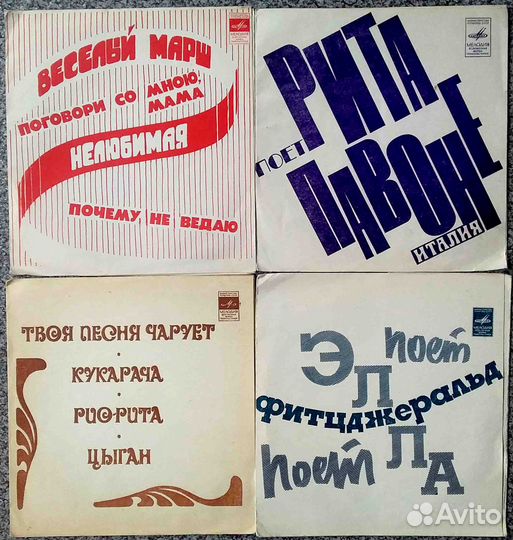 ВЕСЕЛЫЙ МАРШ
ПОГОВОРИ СО МНОЮ,
МАМА
НЕЛЮБИМАЯ
ПОЧЕМУ, НЕ ВЕДАЮ
МЕЛОДИЯ
ПОЕТ
РИТА
ПАВОНЕ
ИТАЛИЯ
МЕЛОДИЯ
ТВОЯ ПЕСНЯ ЧАРУЕТ
КУКАРАЧА
РИО-РИТА
ЦЫГАН
МЕЛОДИЯ
ЭЛ поет
ФИТЦДЖЕРАЛЬД
поет ЛА
МЕЛОДИЯ
Avito